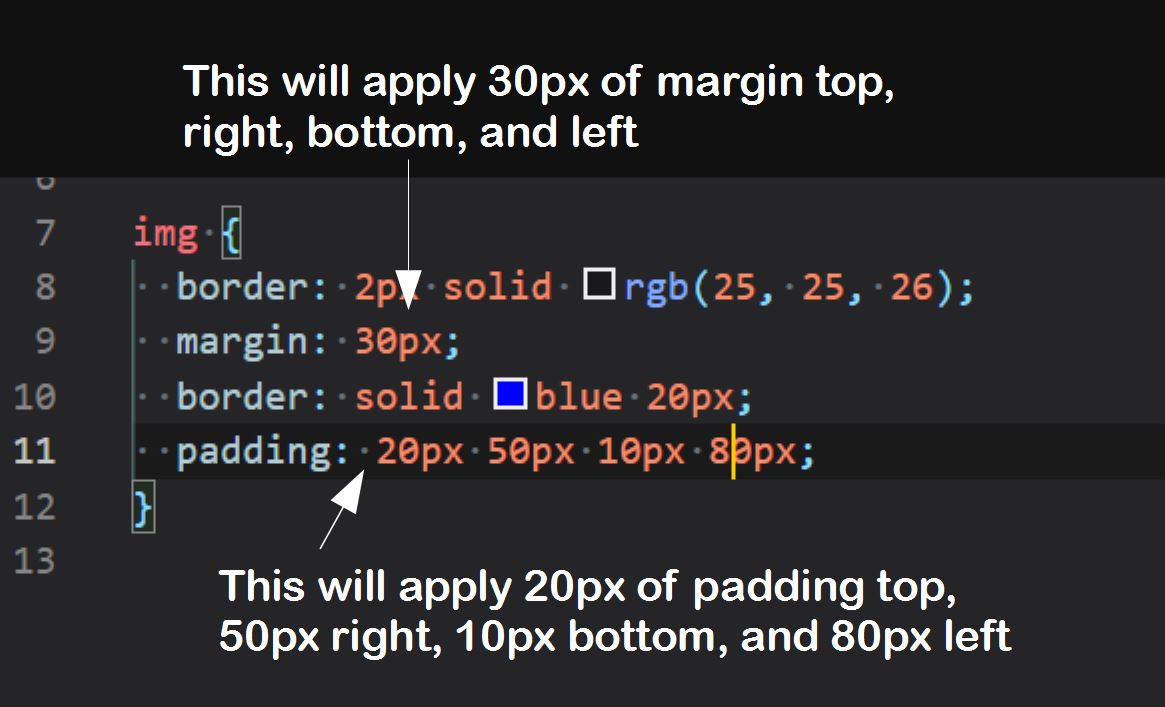 This will apply 30px of margin top,
right, bottom, and left
6
7 img {
8 border: 2px solid rgb(25, 25, 26);
9 margin: 30px;
10 border: solid blue 20px;
11 padding: 20px 50px 10px 80px;
12 }
13
This will apply 20px of padding top,
50px right, 10px bottom, and 80px left